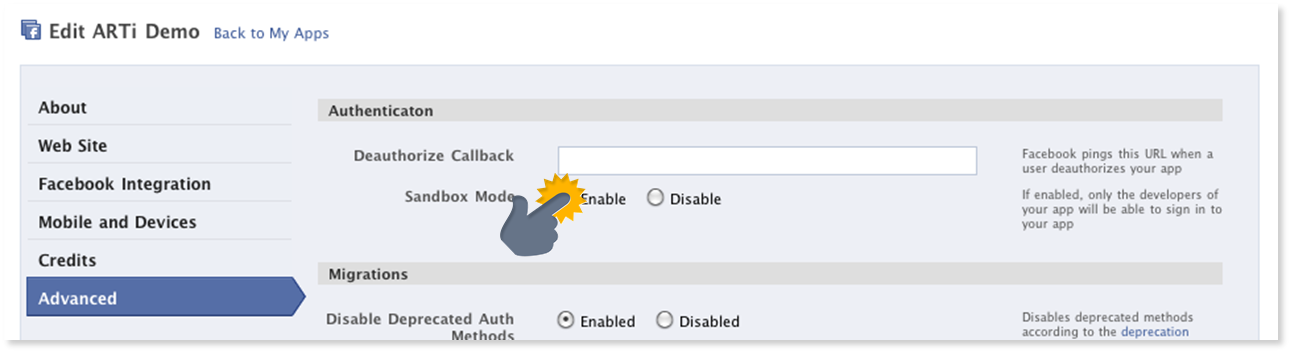 Edit ARTi Demo Back to My Apps
About
Web Site
Facebook Integration
Mobile and Devices
Credits
Advanced
Authenticaton
Deauthorize Callback
Facebook pings this URL when a
user deauthorizes your app
Sandbox Mode Enable Disable
If enabled, only the developers of
your app will be able to sign in to
your app
Migrations
Disable Deprecated Auth
Methods
Enabled Disabled
Disables deprecated methods
according to the deprecation